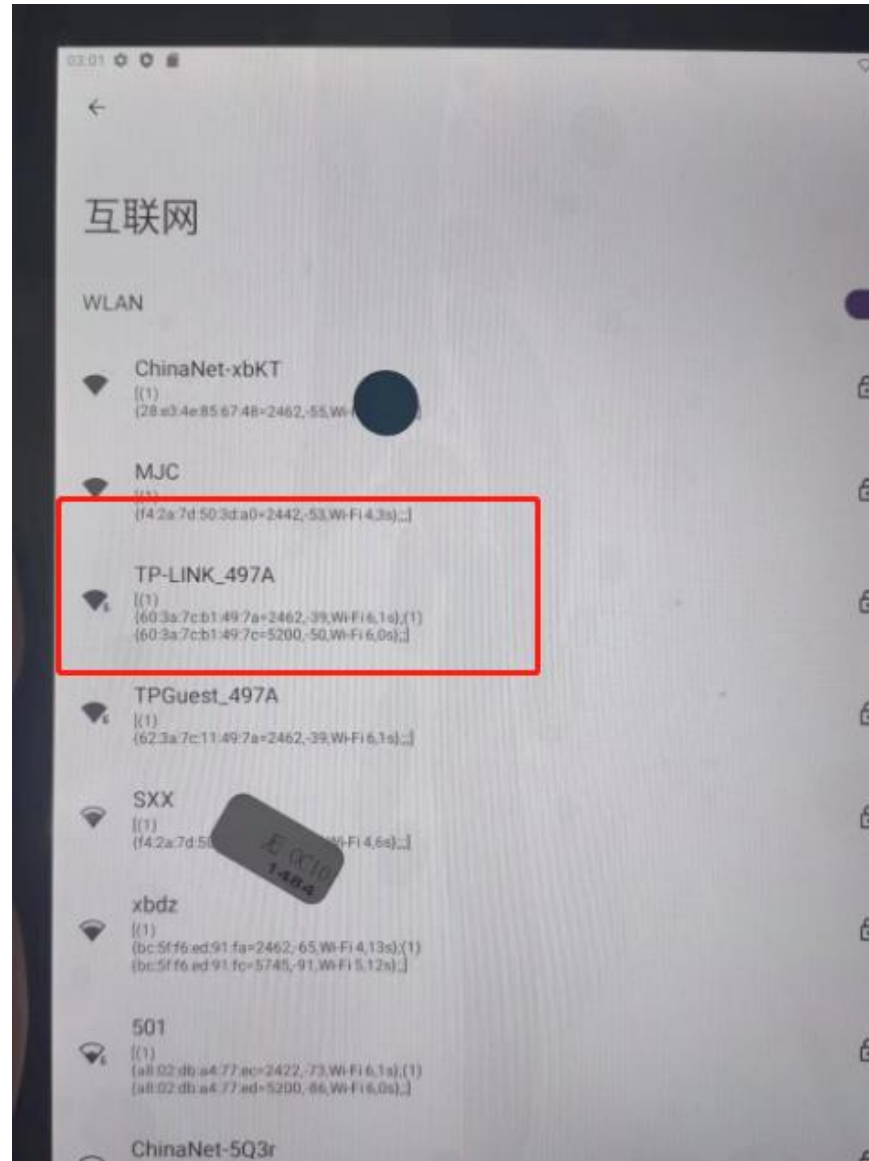 03:01
互联网
WLAN
ChinaNet-xbKT
[(1)
{28:e3:4e:85:67:48=2462,-55,Wi-
MJC
[(1)
{f4:2a:7d:50:3d:a0=2442,-53,Wi-Fi 4,3s};;]
TP-LINK_497A
[(1)
{60:3a:7c:b1:49:7a=2462,-39,Wi-Fi 6,1s};(1)
{60:3a:7c:b1:49:7c=5200,-50,Wi-Fi 6,0s};]
TPGuest_497A
[(1)
{62:3a:7c:11:49:7a=2462,-39,Wi-Fi 6,1s};;]
SXX
[(1)
{f4:2a:7d:50 Wi-Fi 4,6s};;]
1484
xbdz
[(1)
{bc:5f:f6:ed:91:fa=2462,-65,Wi-Fi 4,13s};(1)
{bc:5f:f6:ed:91:fc=5745,-91,Wi-Fi 5,12s};]
501
[(1)
{a8:02:db:a4:77:ec=2422,-73,Wi-Fi 6,1s};(1)
{a8:02:db:a4:77:ed=5200,-86,Wi-Fi 6,0s};]
ChinaNet-5Q3r